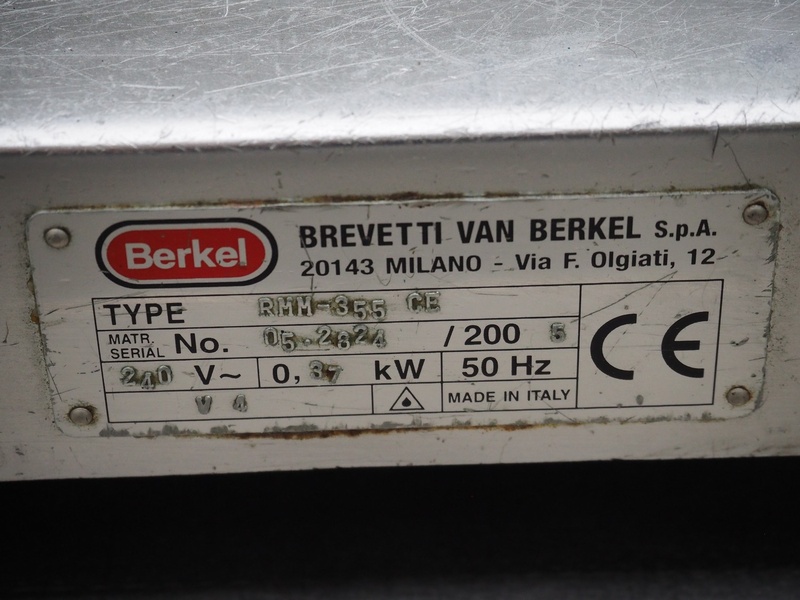 Berkel
BREVETTI VAN BERKEL S.p.A.
20143 MILANO - Via F. Olgiati, 12
TYPE RMM-355 CE
MATR. SERIAL No. 05-2824 /200 5
240 V~ 0,37 kW 50 Hz
V 4 MADE IN ITALY
CE